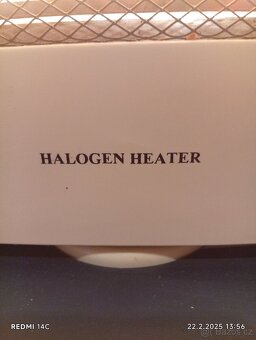 HALOGEN HEATER
REDMI 14C
22.2.2025 13:56